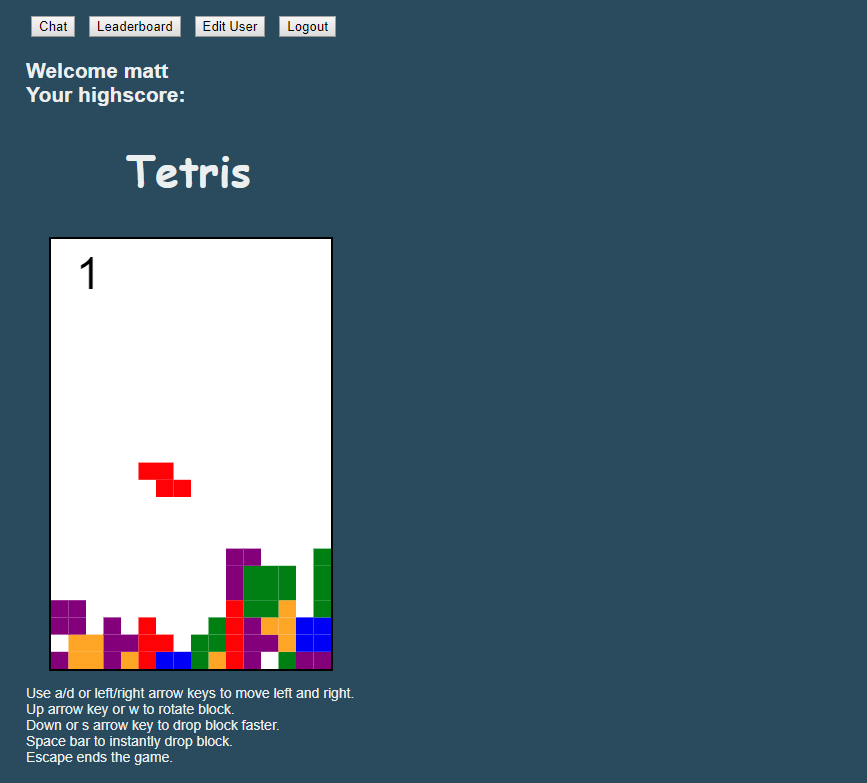 Chat Leaderboard Edit User Logout
Welcome matt
Your highscore:
Tetris
1
Use a/d or left/right arrow keys to move left and right.
Up arrow key or w to rotate block.
Down or s arrow key to drop block faster.
Space bar to instantly drop block.
Escape ends the game.